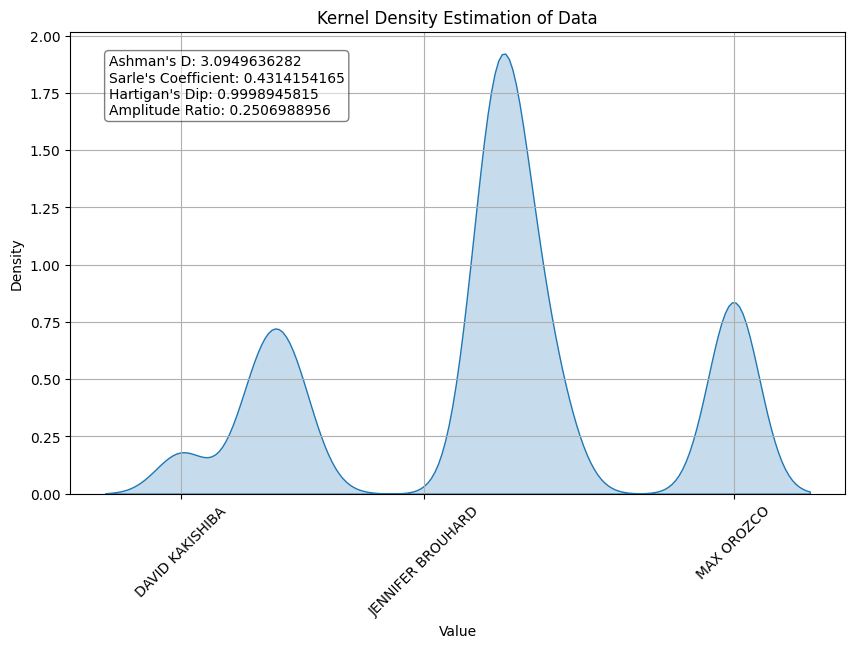 Kernel Density Estimation of Data
2.00
1.75
1.50
1.25
1.00
0.75
0.50
0.25
0.00
Density
Ashman's D: 3.0949636282
Sarle's Coefficient: 0.4314154165
Hartigan's Dip: 0.9998945815
Amplitude Ratio: 0.2506988956
DAVID KAKISHIBA
JENNIFER BROUHARD
MAX OROZCO
Value